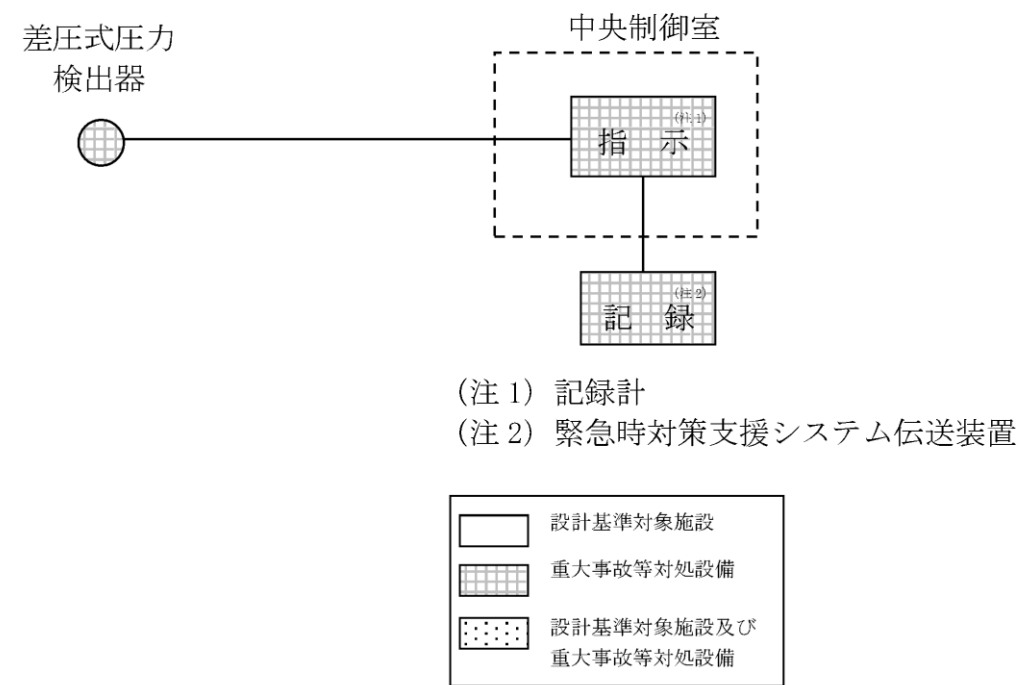 差圧式圧力
検出器
中央制御室
(注1)
指 示
(注2)
記 録
(注 1) 記録計
(注 2) 緊急時対策支援システム伝送装置
設計基準対象施設
重大事故等対処設備
設計基準対象施設及び
重大事故等対処設備